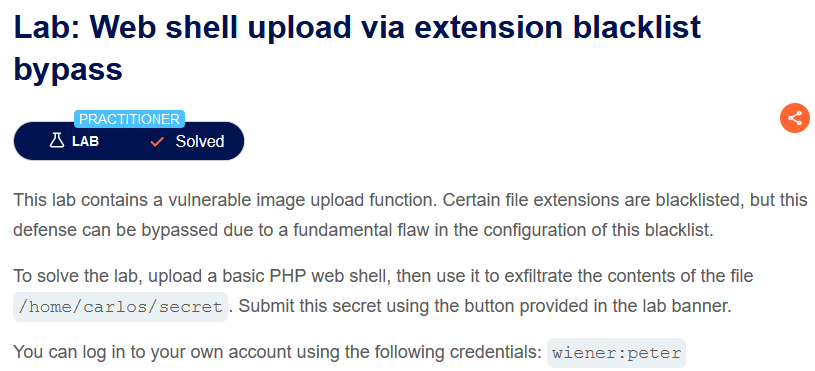 Lab: Web shell upload via extension blacklist
bypass
PRACTITIONER
LAB
Solved
This lab contains a vulnerable image upload function. Certain file extensions are blacklisted, but this
defense can be bypassed due to a fundamental flaw in the configuration of this blacklist.
To solve the lab, upload a basic PHP web shell, then use it to exfiltrate the contents of the file
/home/carlos/secret . Submit this secret using the button provided in the lab banner.
You can log in to your own account using the following credentials: wiener:peter